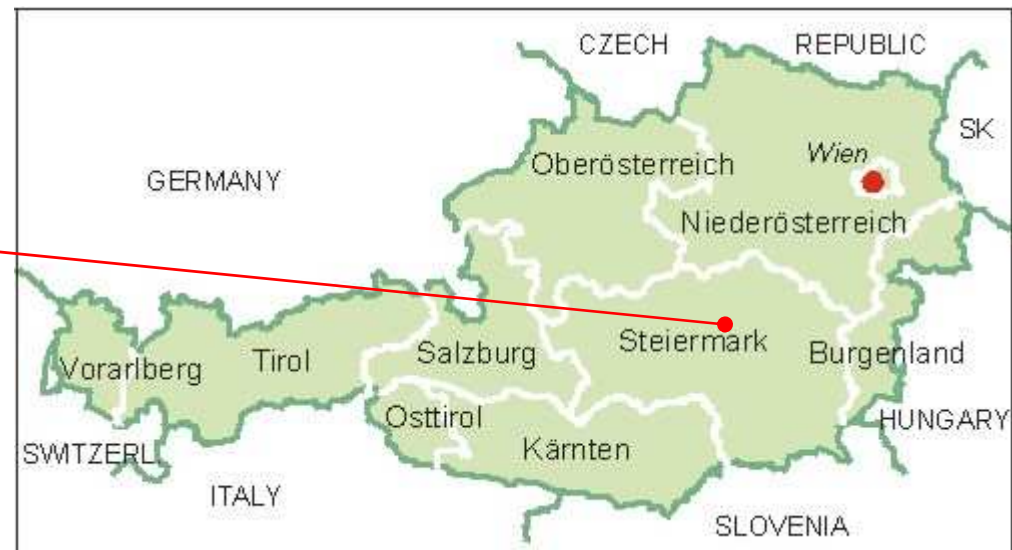 CZECH REPUBLIC
SK
Oberösterreich
Wien
GERMANY
Niederösterreich
Steiermark
Salzburg
Tirol
Vorarlberg
Burgenland
Osttirol
Kärnten
HUNGARY
SWITZERL
ITALY
SLOVENIA